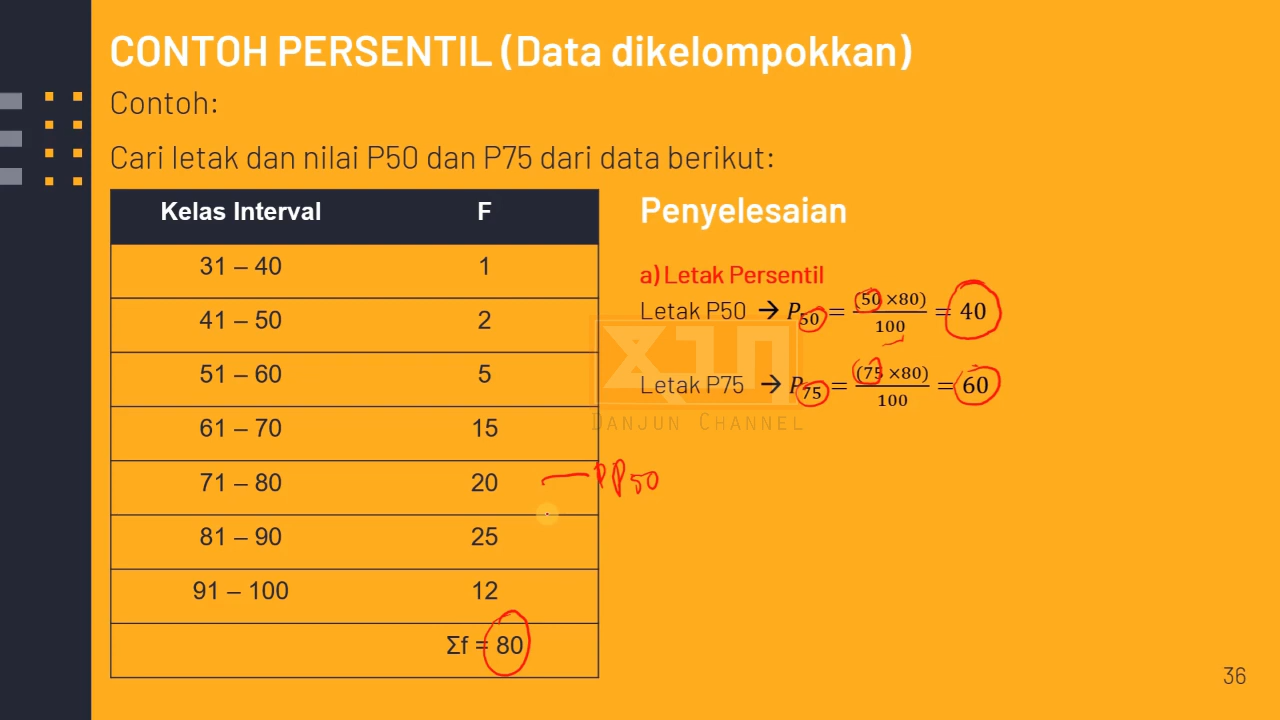 CONTOH PERSENTIL (Data dikelompokkan)
Contoh:
Cari letak dan nilai P50 dan P75 dari data berikut:
Kelas Interval F
31 – 40 1
41 – 50 2
51 – 60 5
61 – 70 15
71 – 80 20
81 – 90 25
91 – 100 12
Σf = 80
PP50
Penyelesaian
a) Letak Persentil
Letak P50 → P50 = (50 ×80)/100 = 40
Letak P75 → P75 = (75 ×80)/100 = 60
DANJUN CHANNEL
36